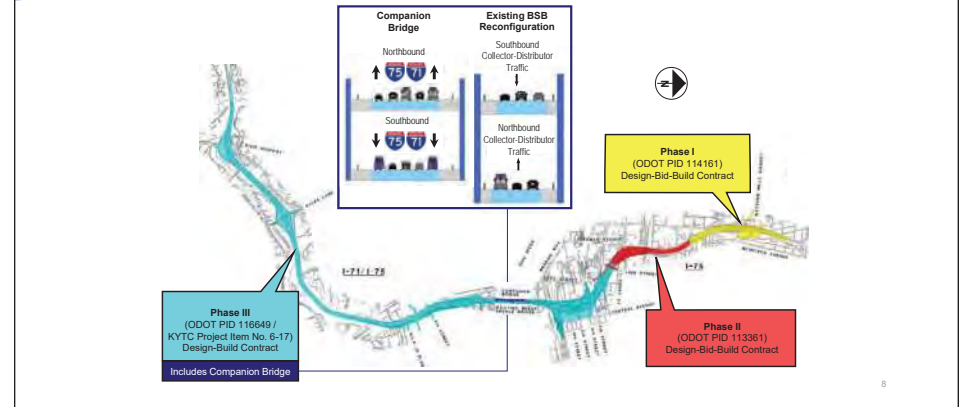 Companion
Bridge
Northbound
75 71
Southbound
75 71
Existing BSB
Reconfiguration
Southbound
Collector-Distributor
Traffic
Northbound
Collector-Distributor
Traffic
N
Phase I
(ODOT PID 114161)
Design-Bid-Build Contract
I-71/I-75
I-75
Phase III
(ODOT PID 116649 /
KYTC Project Item No. 6-17)
Design-Build Contract
Includes Companion Bridge
Phase II
(ODOT PID 113361)
Design-Bid-Build Contract
8